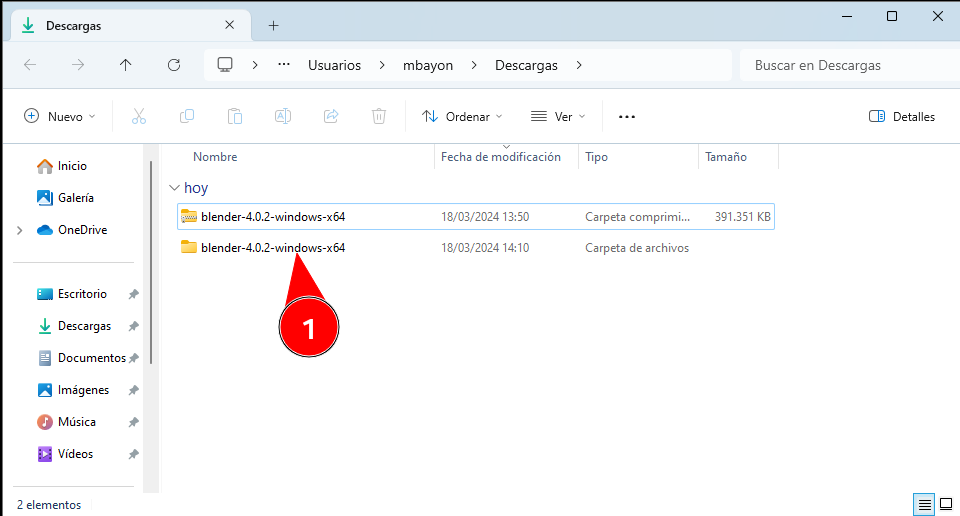 Descargas
Usuarios mbayon Descargas Buscar en Descargas
Nuevo Ordenar Ver Detalles
Nombre Fecha de modificación Tipo Tamaño
hoy
blender-4.0.2-windows-x64 18/03/2024 13:50 Carpeta comprimi... 391.351 KB
blender-4.0.2-windows-x64 18/03/2024 14:10 Carpeta de archivos
1
Inicio
Galería
OneDrive
Escritorio
Descargas
Documentos
Imágenes
Música
Vídeos
2 elementos